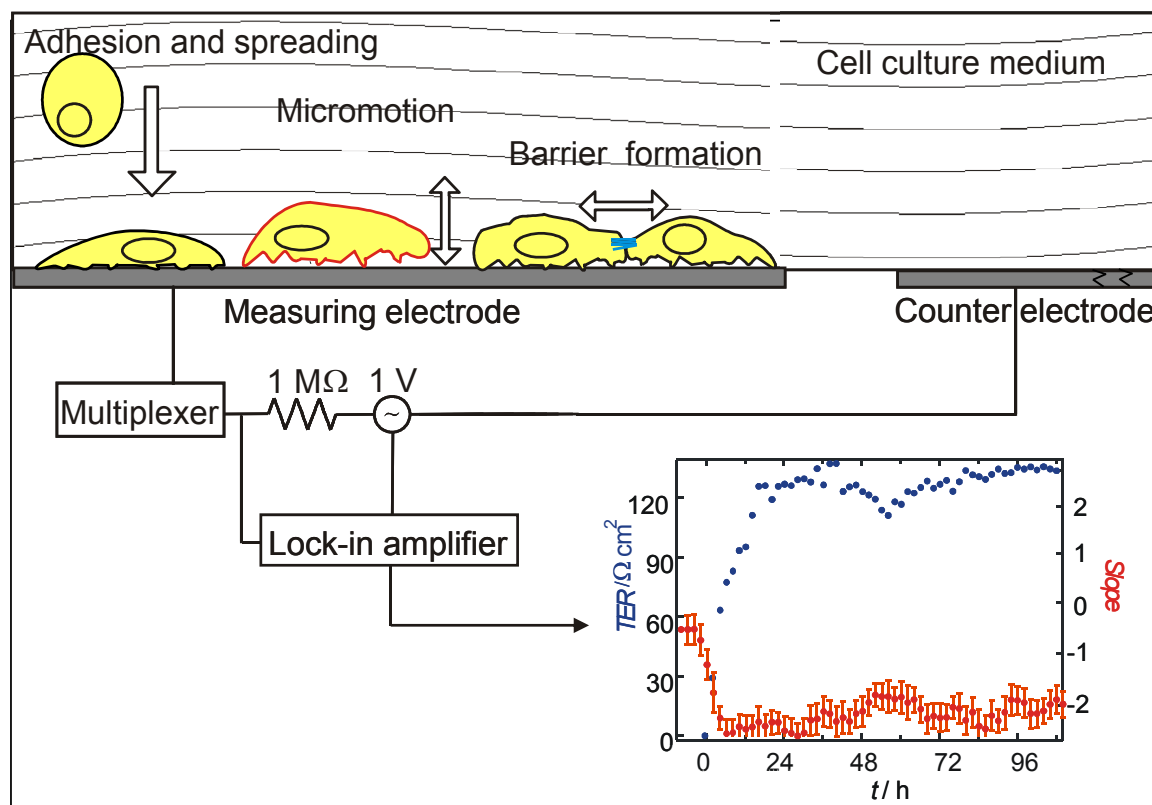 Adhesion and spreading
Cell culture medium
Micromotion
Barrier formation
Measuring electrode
Counter electrode
1 MΩ 1 V
Multiplexer
~
Lock-in amplifier
TER/Ω cm²
120
90
60
30
0
Slope
2
1
0
-1
-2
0 24 48 72 96
t / h